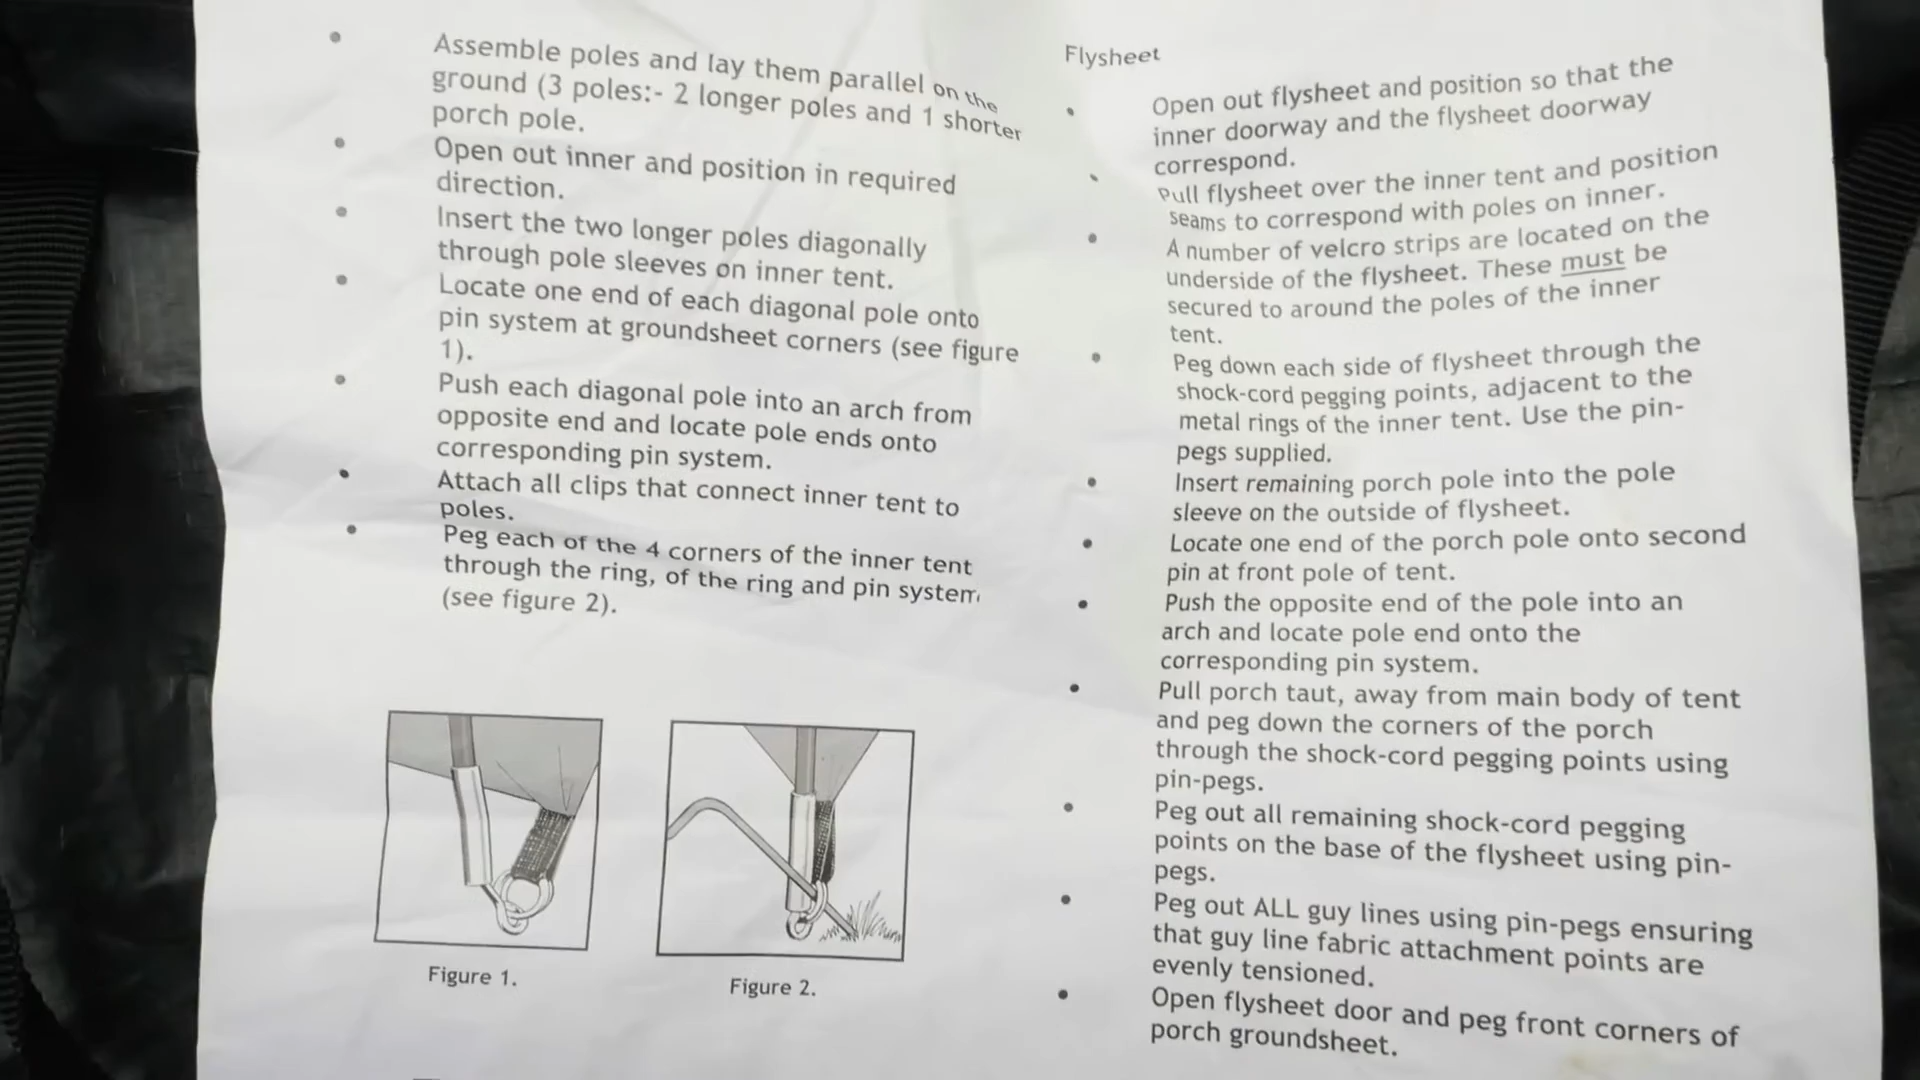 Assemble poles and lay them parallel on the
ground (3 poles:- 2 longer poles and 1 shorter
porch pole.
Open out inner and position in required
direction.
Insert the two longer poles diagonally
through pole sleeves on inner tent.
Locate one end of each diagonal pole onto
pin system at groundsheet corners (see figure
1).
Push each diagonal pole into an arch from
opposite end and locate pole ends onto
corresponding pin system.
Attach all clips that connect inner tent to
poles.
Peg each of the 4 corners of the inner tent
through the ring, of the ring and pin system
(see figure 2).
Figure 1.
Figure 2.
Flysheet
Open out flysheet and position so that the
inner doorway and the flysheet doorway
correspond.
Pull flysheet over the inner tent and position
seams to correspond with poles on inner.
A number of velcro strips are located on the
underside of the flysheet. These must be
secured to around the poles of the inner
tent.
Peg down each side of flysheet through the
shock-cord pegging points, adjacent to the
metal rings of the inner tent. Use the pin-
pegs supplied.
Insert remaining porch pole into the pole
sleeve on the outside of flysheet.
Locate one end of the porch pole onto second
pin at front pole of tent.
Push the opposite end of the pole into an
arch and locate pole end onto the
corresponding pin system.
Pull porch taut, away from main body of tent
and peg down the corners of the porch
through the shock-cord pegging points using
pin-pegs.
Peg out all remaining shock-cord pegging
points on the base of the flysheet using pin-
pegs.
Peg out ALL guy lines using pin-pegs ensuring
that guy line fabric attachment points are
evenly tensioned.
Open flysheet door and peg front corners of
porch groundsheet.